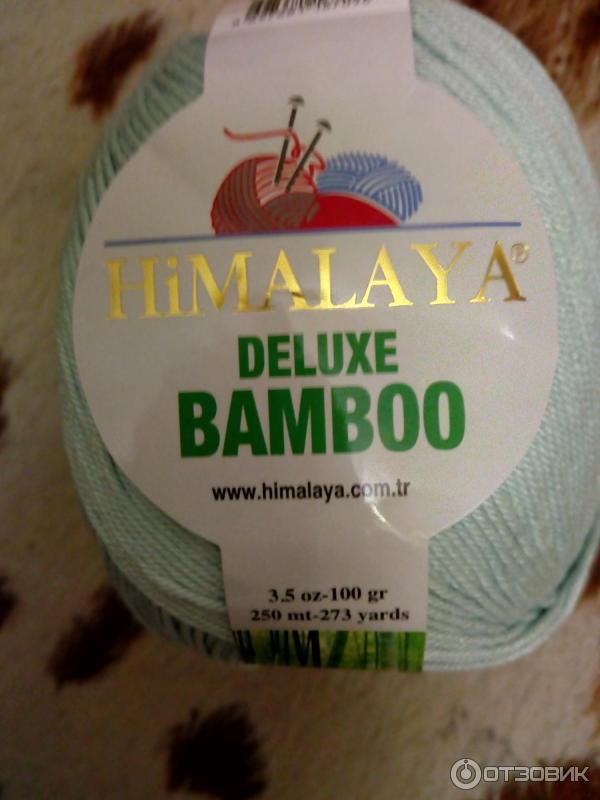 HiMALAYA®
DELUXE
BAMBOO
www.himalaya.com.tr
3.5 oz-100 gr
250 mt-273 yards
ОТЗОВИК